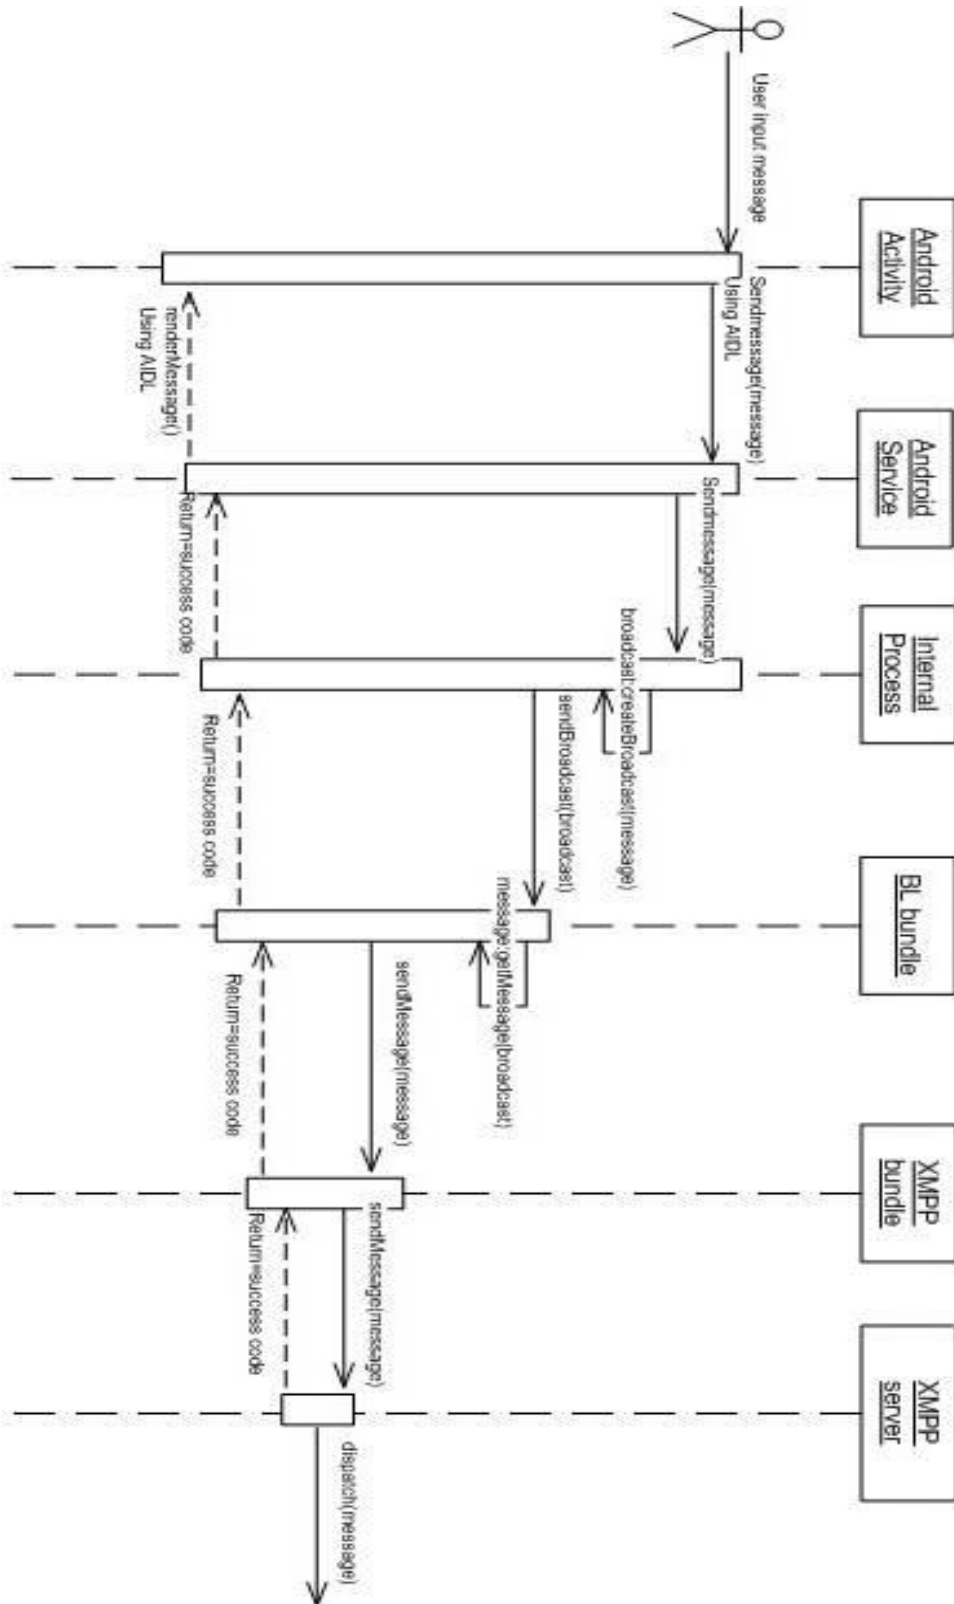 Android
Activity
Android
Service
Internal
Process
BL bundle
XMPP
bundle
XMPP
server
User input message
Sendmessage(message)
Using AIDL
Sendmessage(message)
broadcast:createBroadcast(message)
sendBroadcast(broadcast)
message:getMessage(broadcast)
sendMessage(message)
sendMessage(message)
dispatch(message)
Return=success code
Return=success code
Return=success code
Return=success code
renderMessage()
Using AIDL